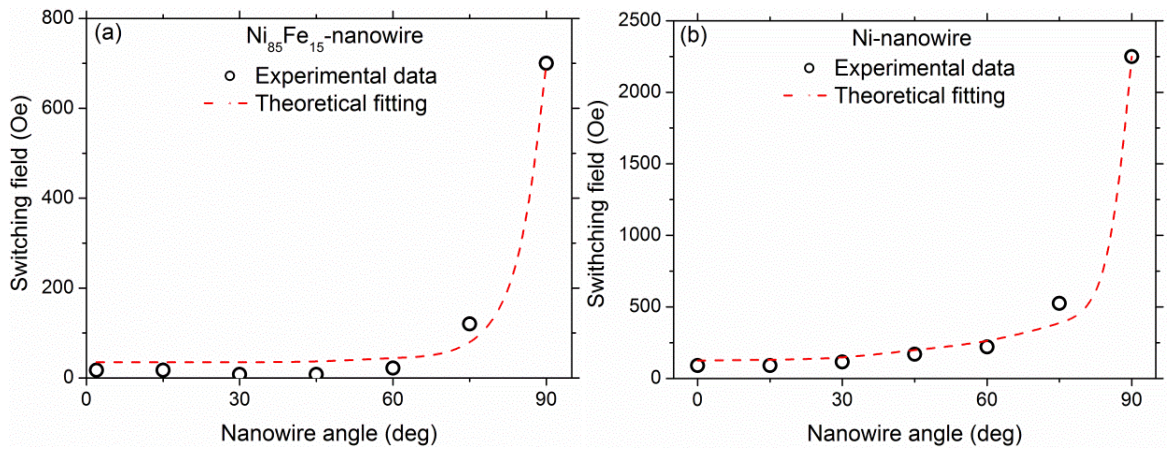 (a)
Ni₈₅Fe₁₅-nanowire
Experimental data
Theoretical fitting
800
600
400
200
0
Switching field (Oe)
0
30
60
90
Nanowire angle (deg)
(b)
Ni-nanowire
Experimental data
Theoretical fitting
2500
2000
1500
1000
500
0
Swithching field (Oe)
0
30
60
90
Nanowire angle (deg)